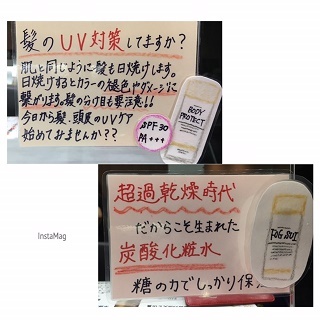 髪のUV対策してますか?
肌と同じように髪も日焼けします。
日焼けするとカラーの褪色やダメージに
繋がります。髪の分け目も要注意!!
今日から髪、頭皮のUVケア
始めてみませんか??
SPF30
PA+++
BODY
PROTECT
超過乾燥時代
だからこそ生まれた
炭酸化粧水
糖の力でしっかり保
FOG SUI
InstaMag